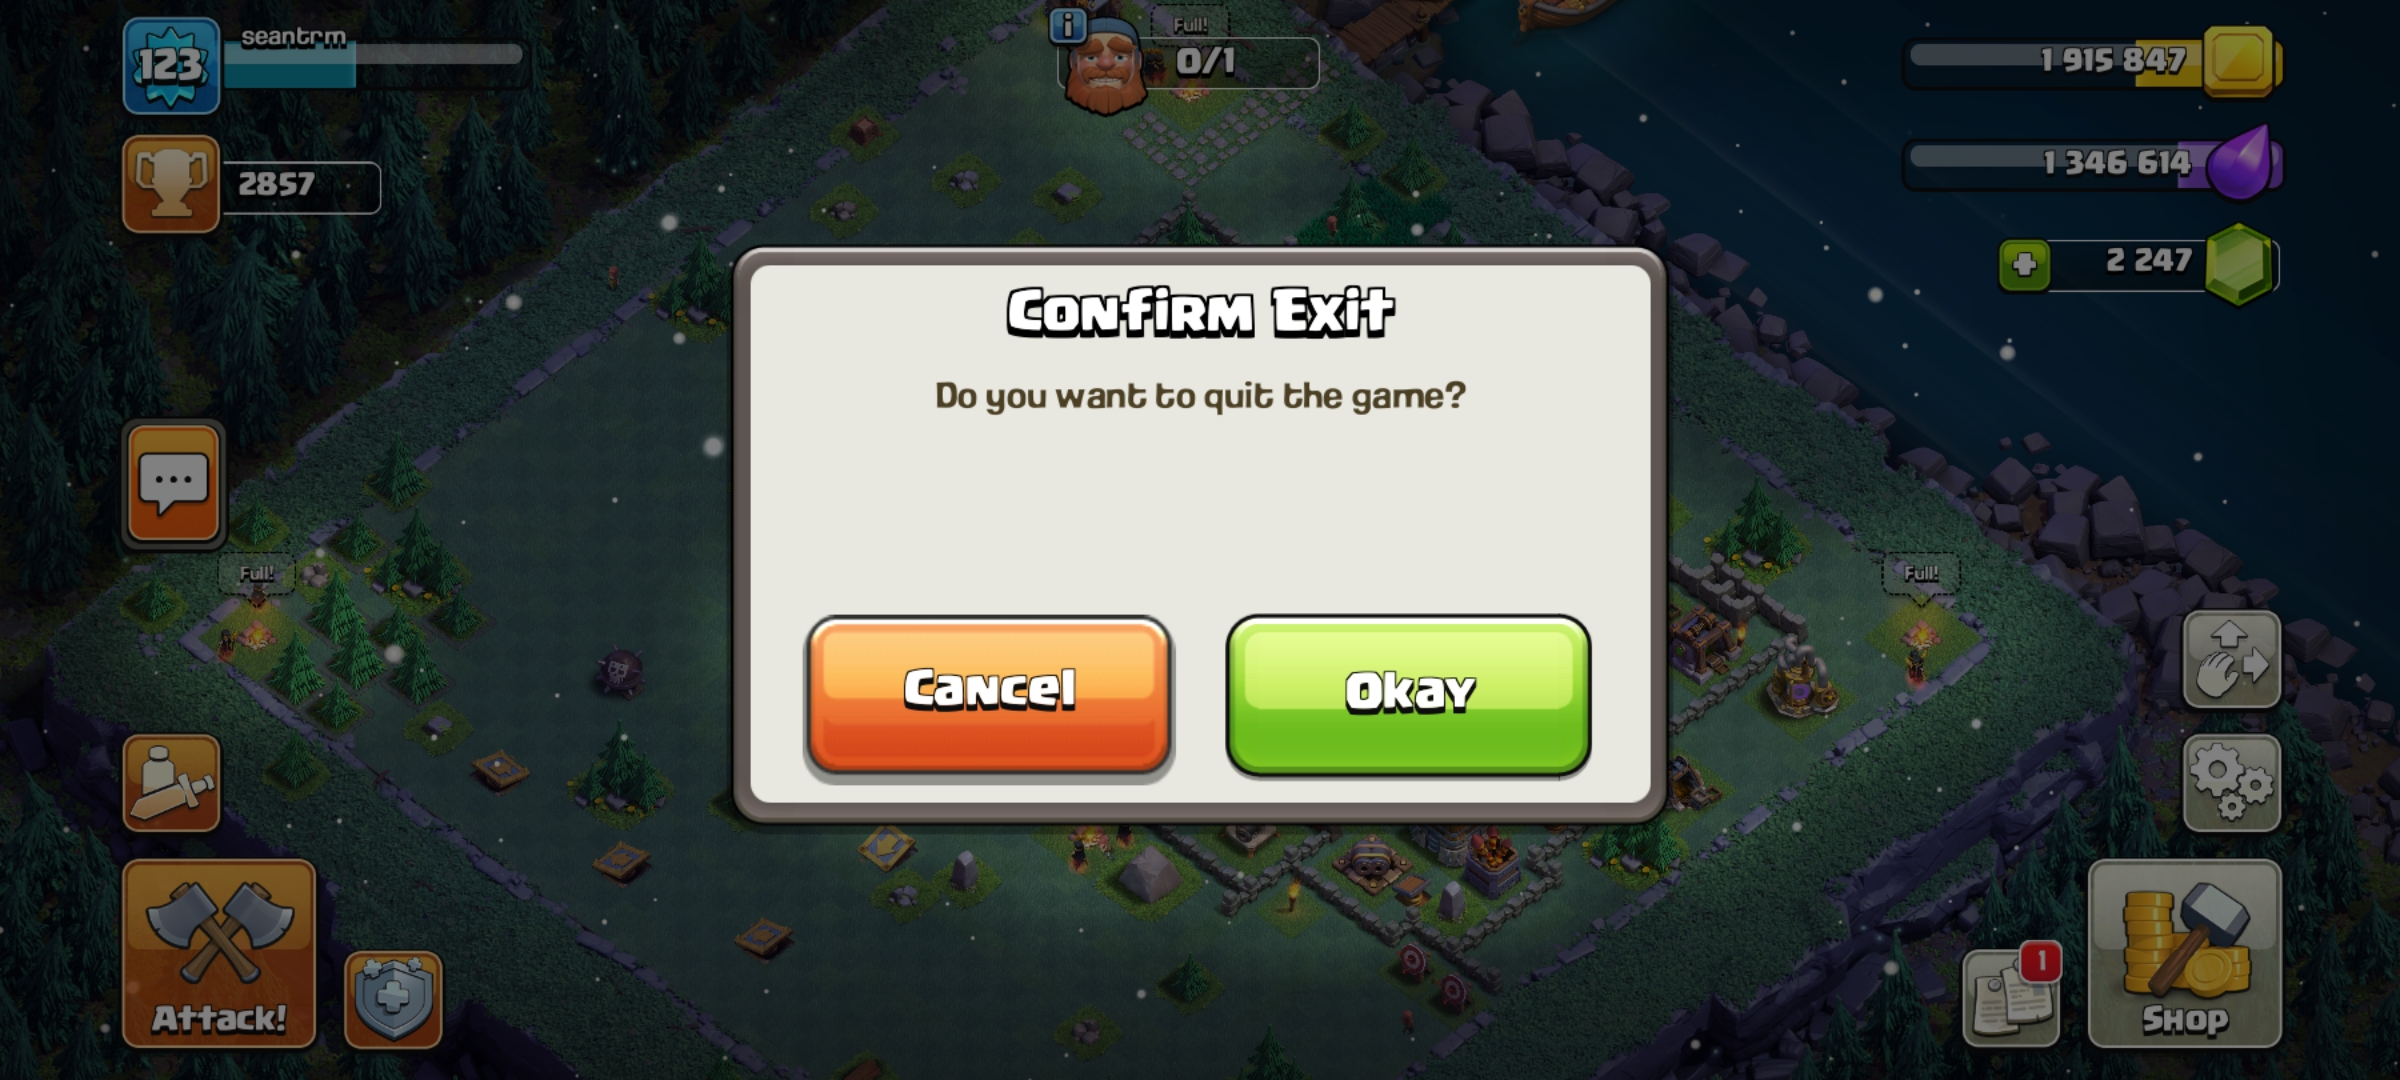 123
seantrm
2857
i
Full!
0/1
1 915 847
1 346 614
2 247
Confirm Exit
Do you want to quit the game?
Full!
Full!
Cancel
Okay
Attack!
1
Shop